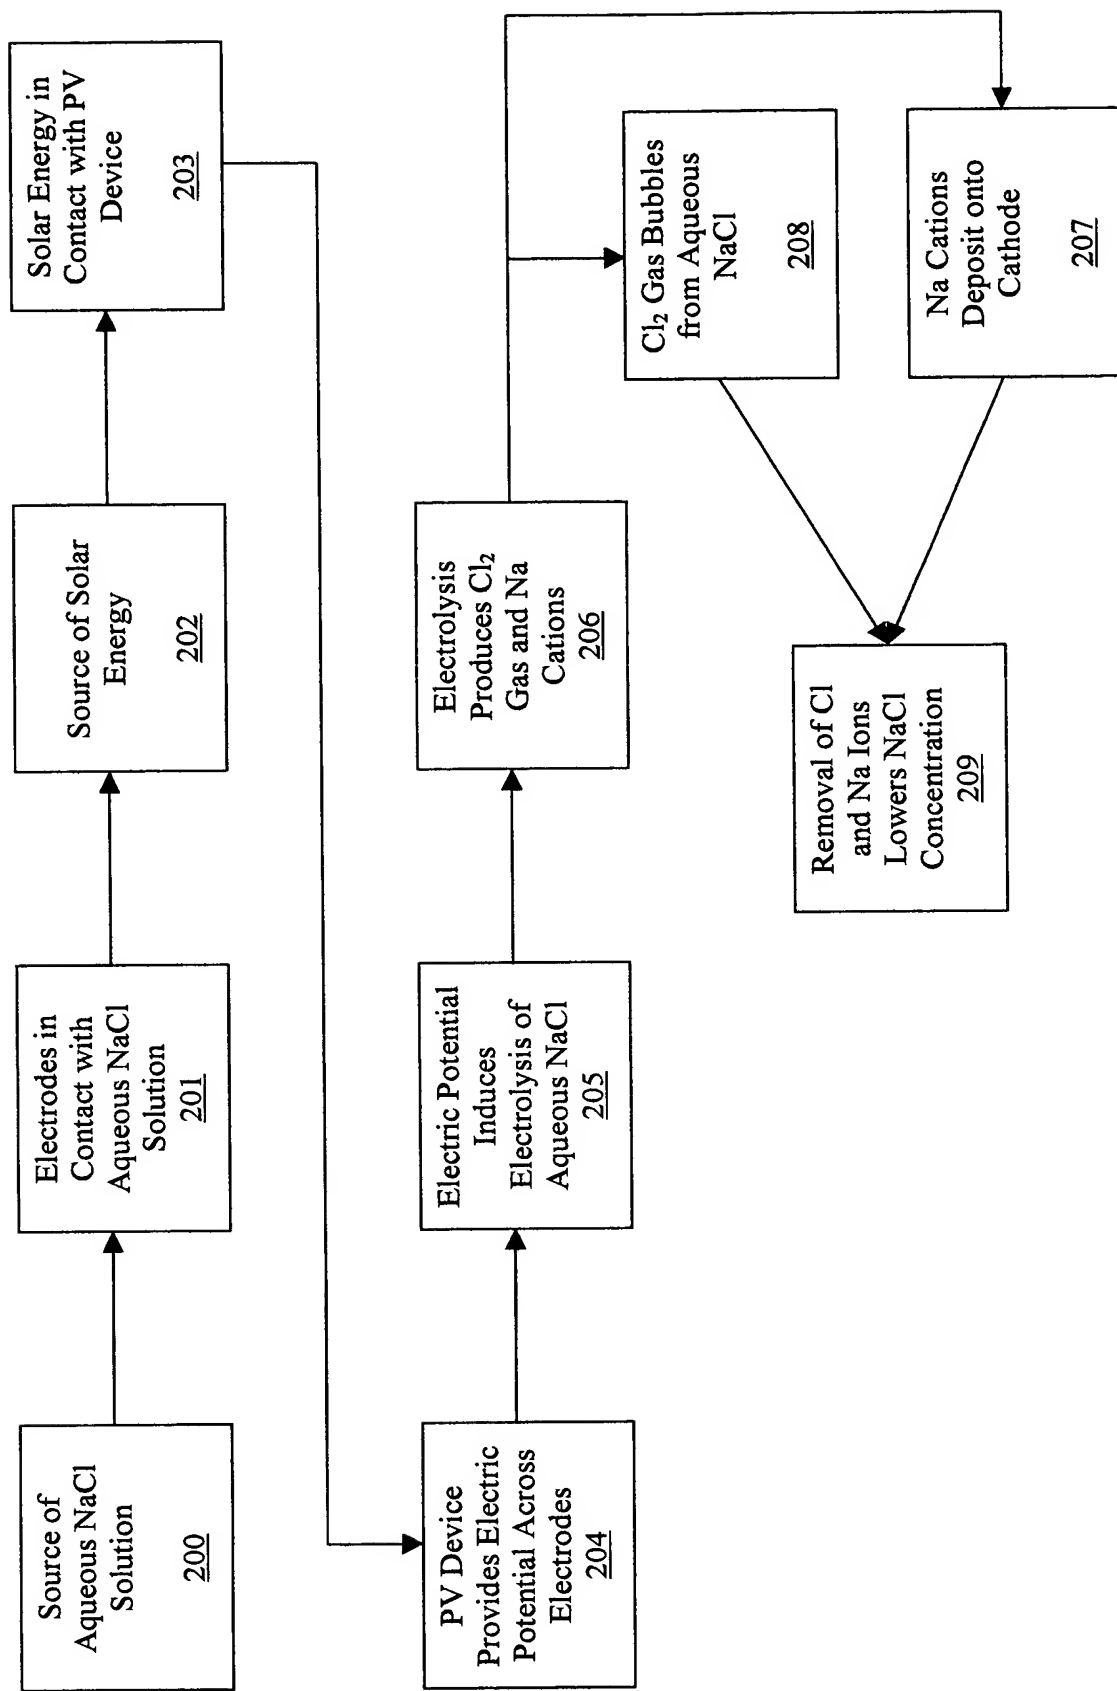 Source of
Aqueous NaCl
Solution
200
Electrodes in
Contact with
Aqueous NaCl
Solution
201
Source of Solar
Energy
202
Solar Energy in
Contact with PV
Device
203
PV Device
Provides Electric
Potential Across
Electrodes
204
Electric Potential
Induces
Electrolysis of
Aqueous NaCl
205
Electrolysis
Produces Cl₂
Gas and Na
Cations
206
Cl₂ Gas Bubbles
from Aqueous
NaCl
208
Na Cations
Deposit onto
Cathode
207
Removal of Cl
and Na Ions
Lowers NaCl
Concentration
209